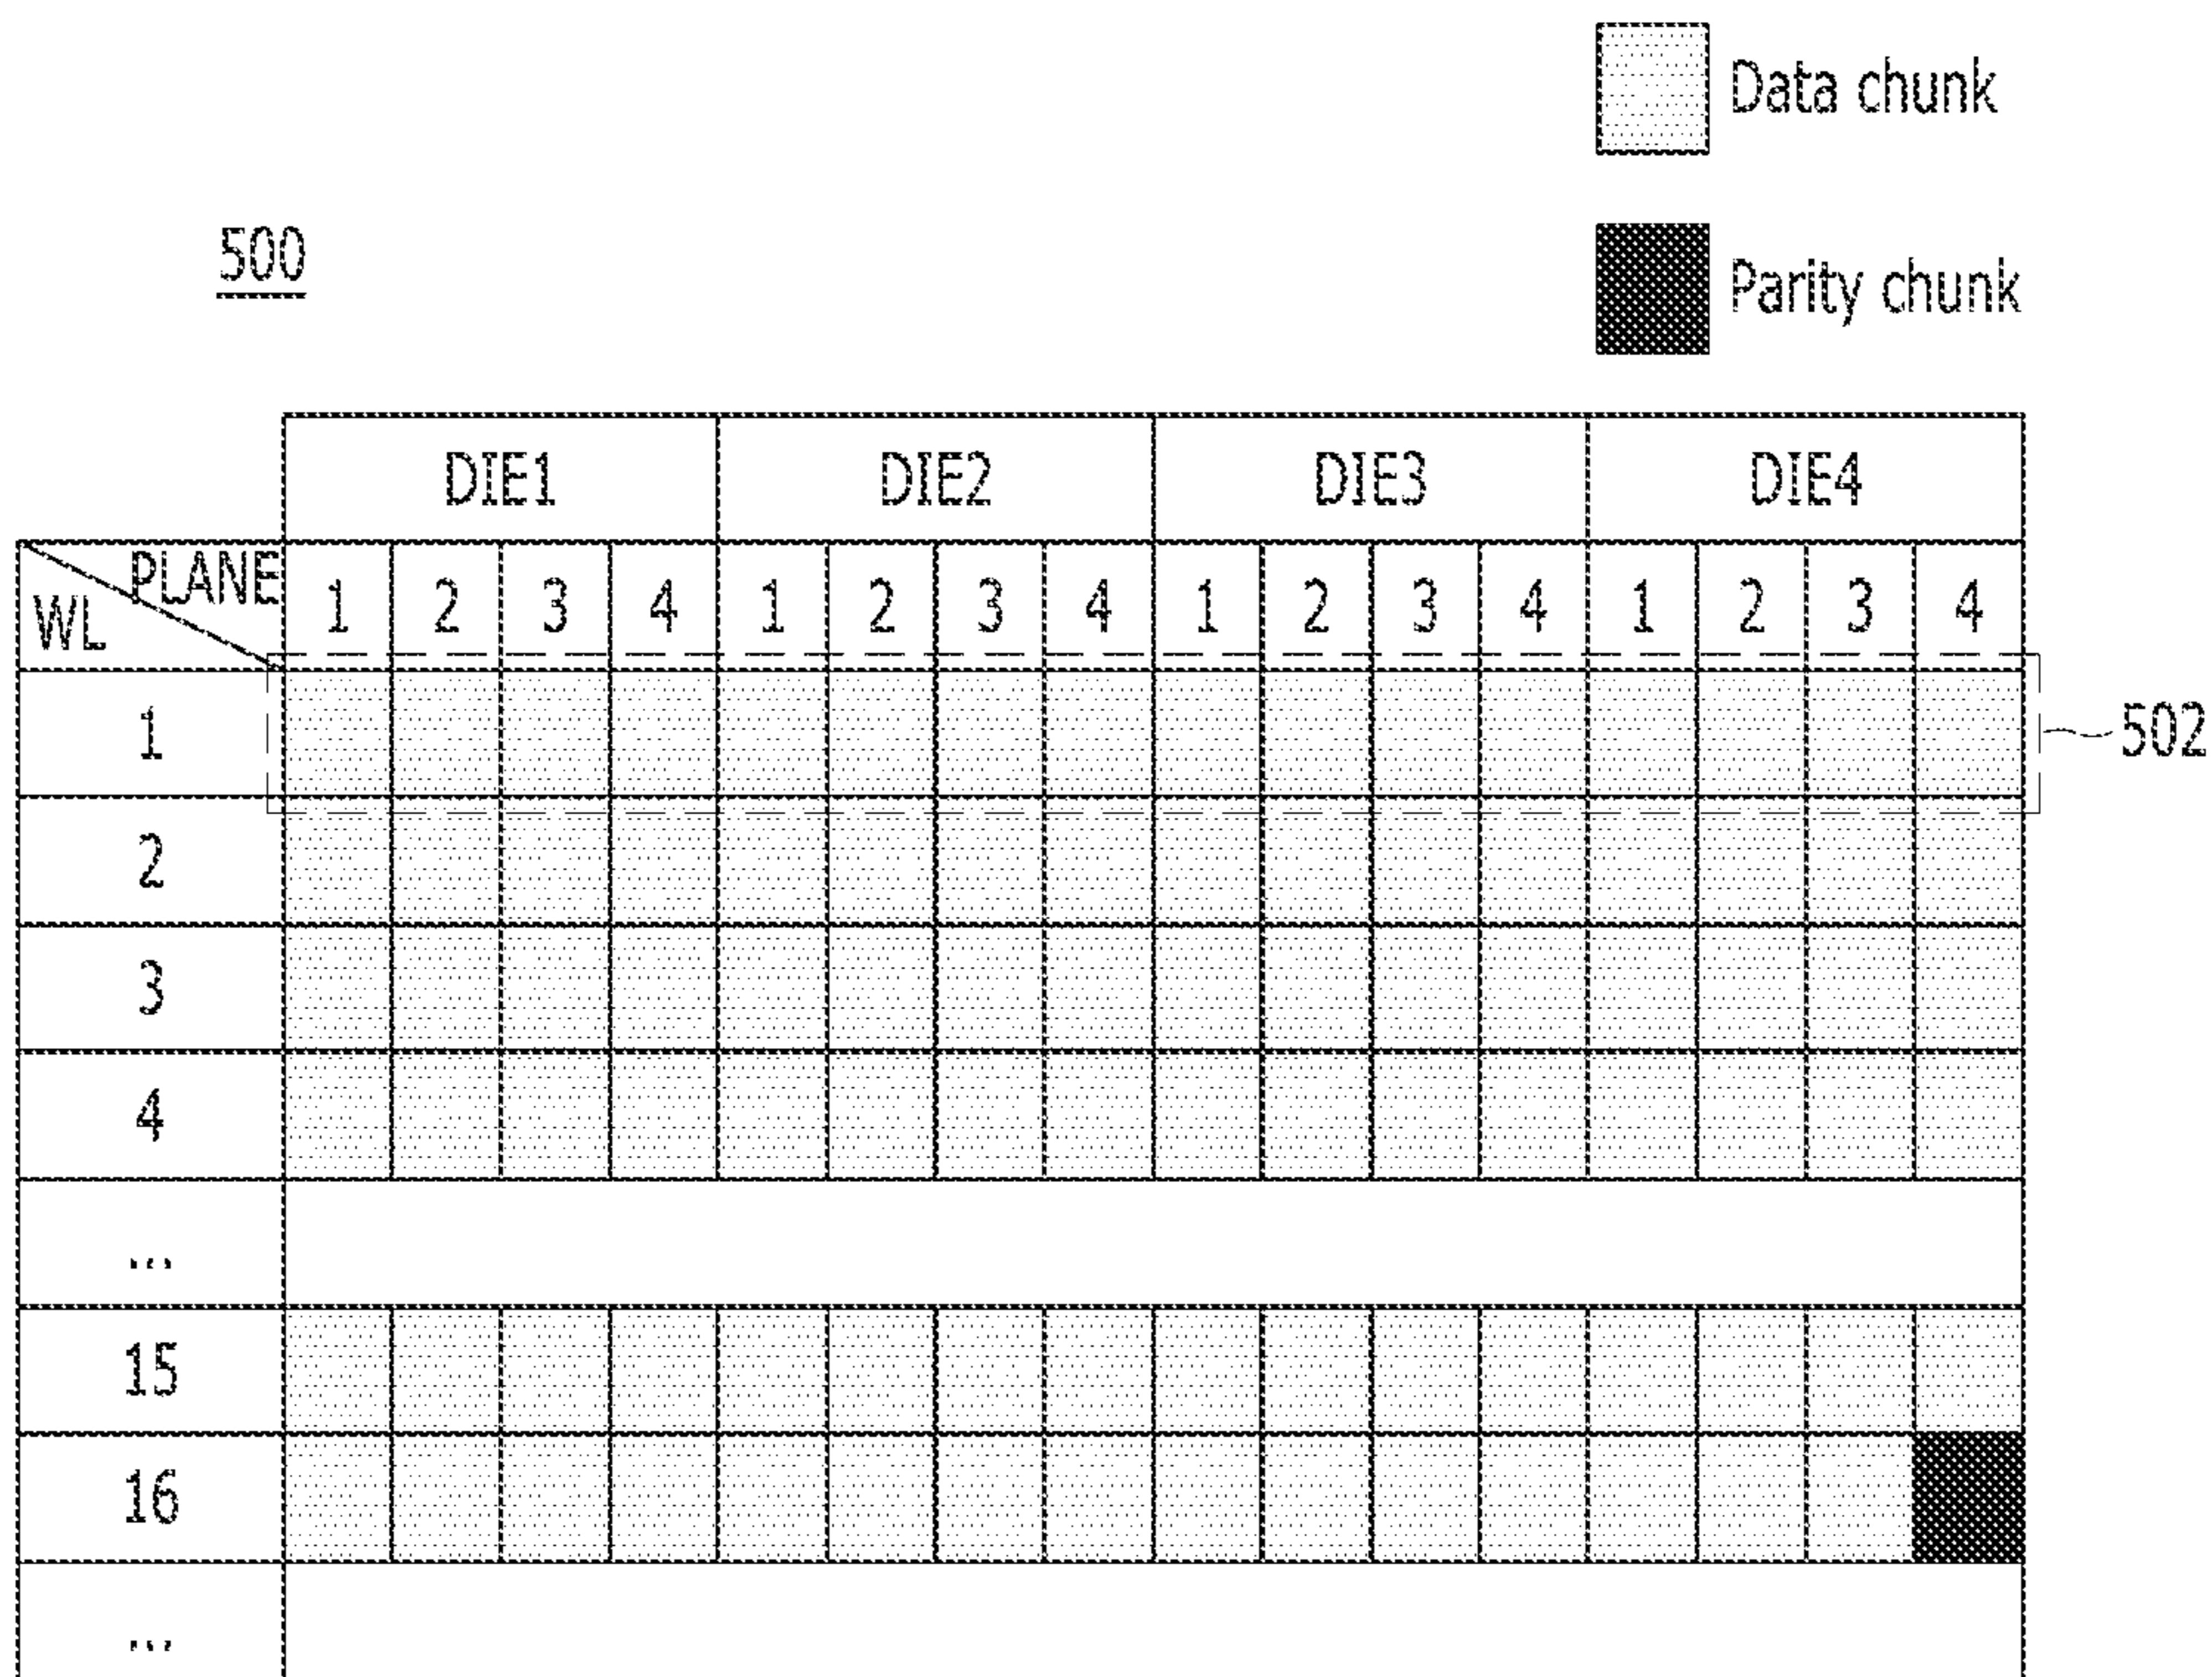 Data chunk
500
Parity chunk
DIE1 DIE2 DIE3 DIE4
PLANE
WL
1 2 3 4 1 2 3 4 1 2 3 4 1 2 3 4
1
502
2
3
4
...
15
16
...